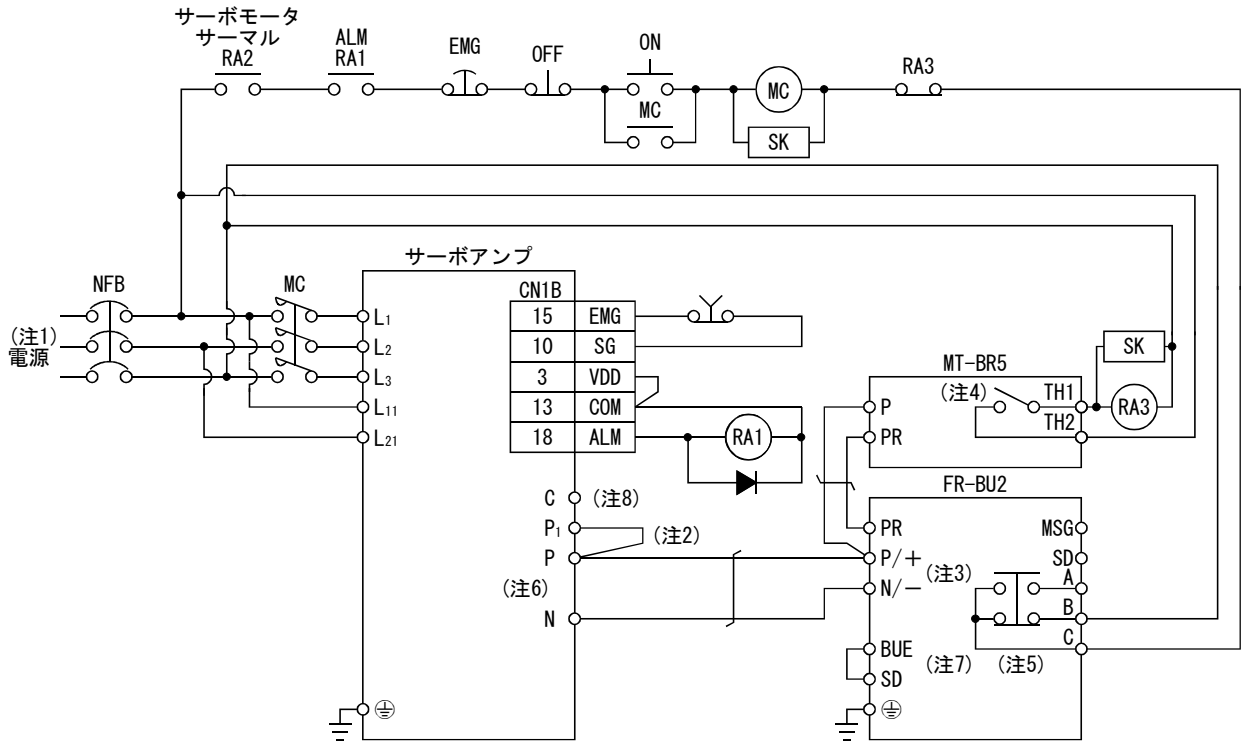 サーボモータ
サーマル
RA2
ALM
RA1
EMG
OFF
ON
MC
MC
SK
RA3
サーボアンプ
NFB
MC
(注1)
電源
L1
L2
L3
L11
L21
CN1B
15 EMG
10 SG
3 VDD
13 COM
18 ALM
RA1
C (注8)
P1
(注2)
P
(注6)
N
MT-BR5
SK
P
PR
(注4)
TH1
TH2
RA3
FR-BU2
PR
P/+
N/-
(注3)
MSG
SD
A
B
C
BUE
SD
(注7)
(注5)